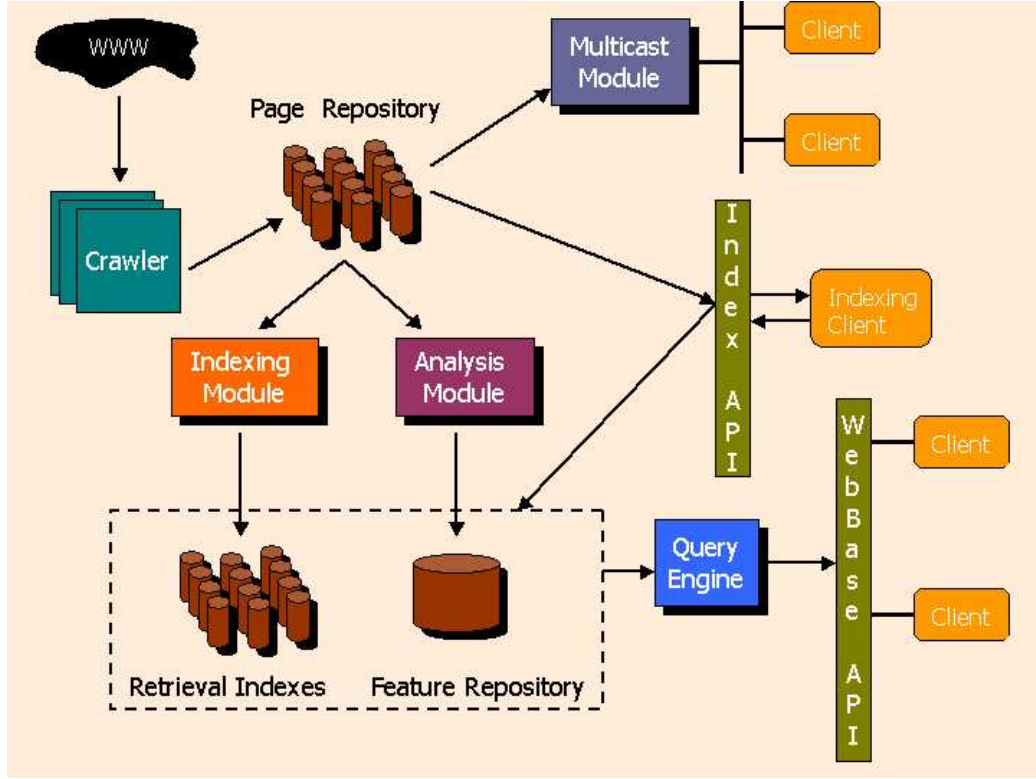 WWW
Multicast
Module
Client
Client
Page Repository
Crawler
Index API
Indexing
Client
Indexing
Module
Analysis
Module
WebBase API
Client
Client
Query
Engine
Retrieval Indexes
Feature Repository